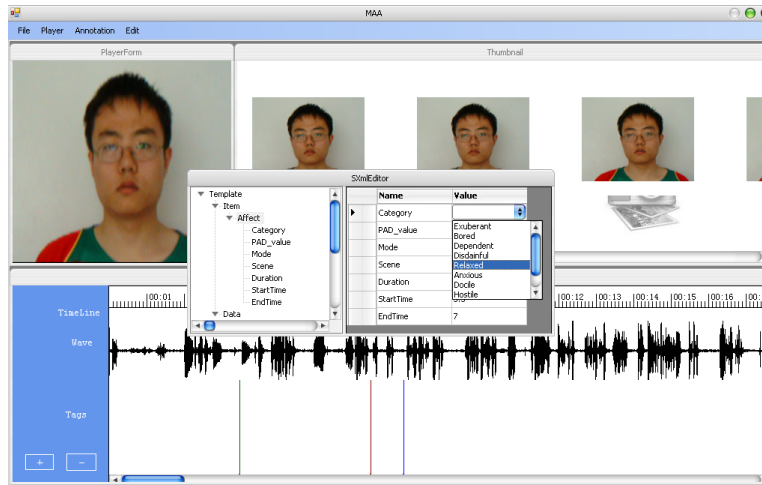 MAA
File Player Annotation Edit
PlayerForm
Thumbnail
SXmlEditor
Template
Item
Affect
Category
PAD_value
Mode
Scene
Duration
StartTime
EndTime
Data
Name Value
Category
PAD_value
Mode
Scene
Duration
StartTime
EndTime 7
Exuberant
Bored
Dependent
Disdainful
Relaxed
Anxious
Docile
Hostile
TimeLine
|00:01 |00:12 |00:13 |00:14 |00:15 |00:16 |00:
Wave
Tags
+ -